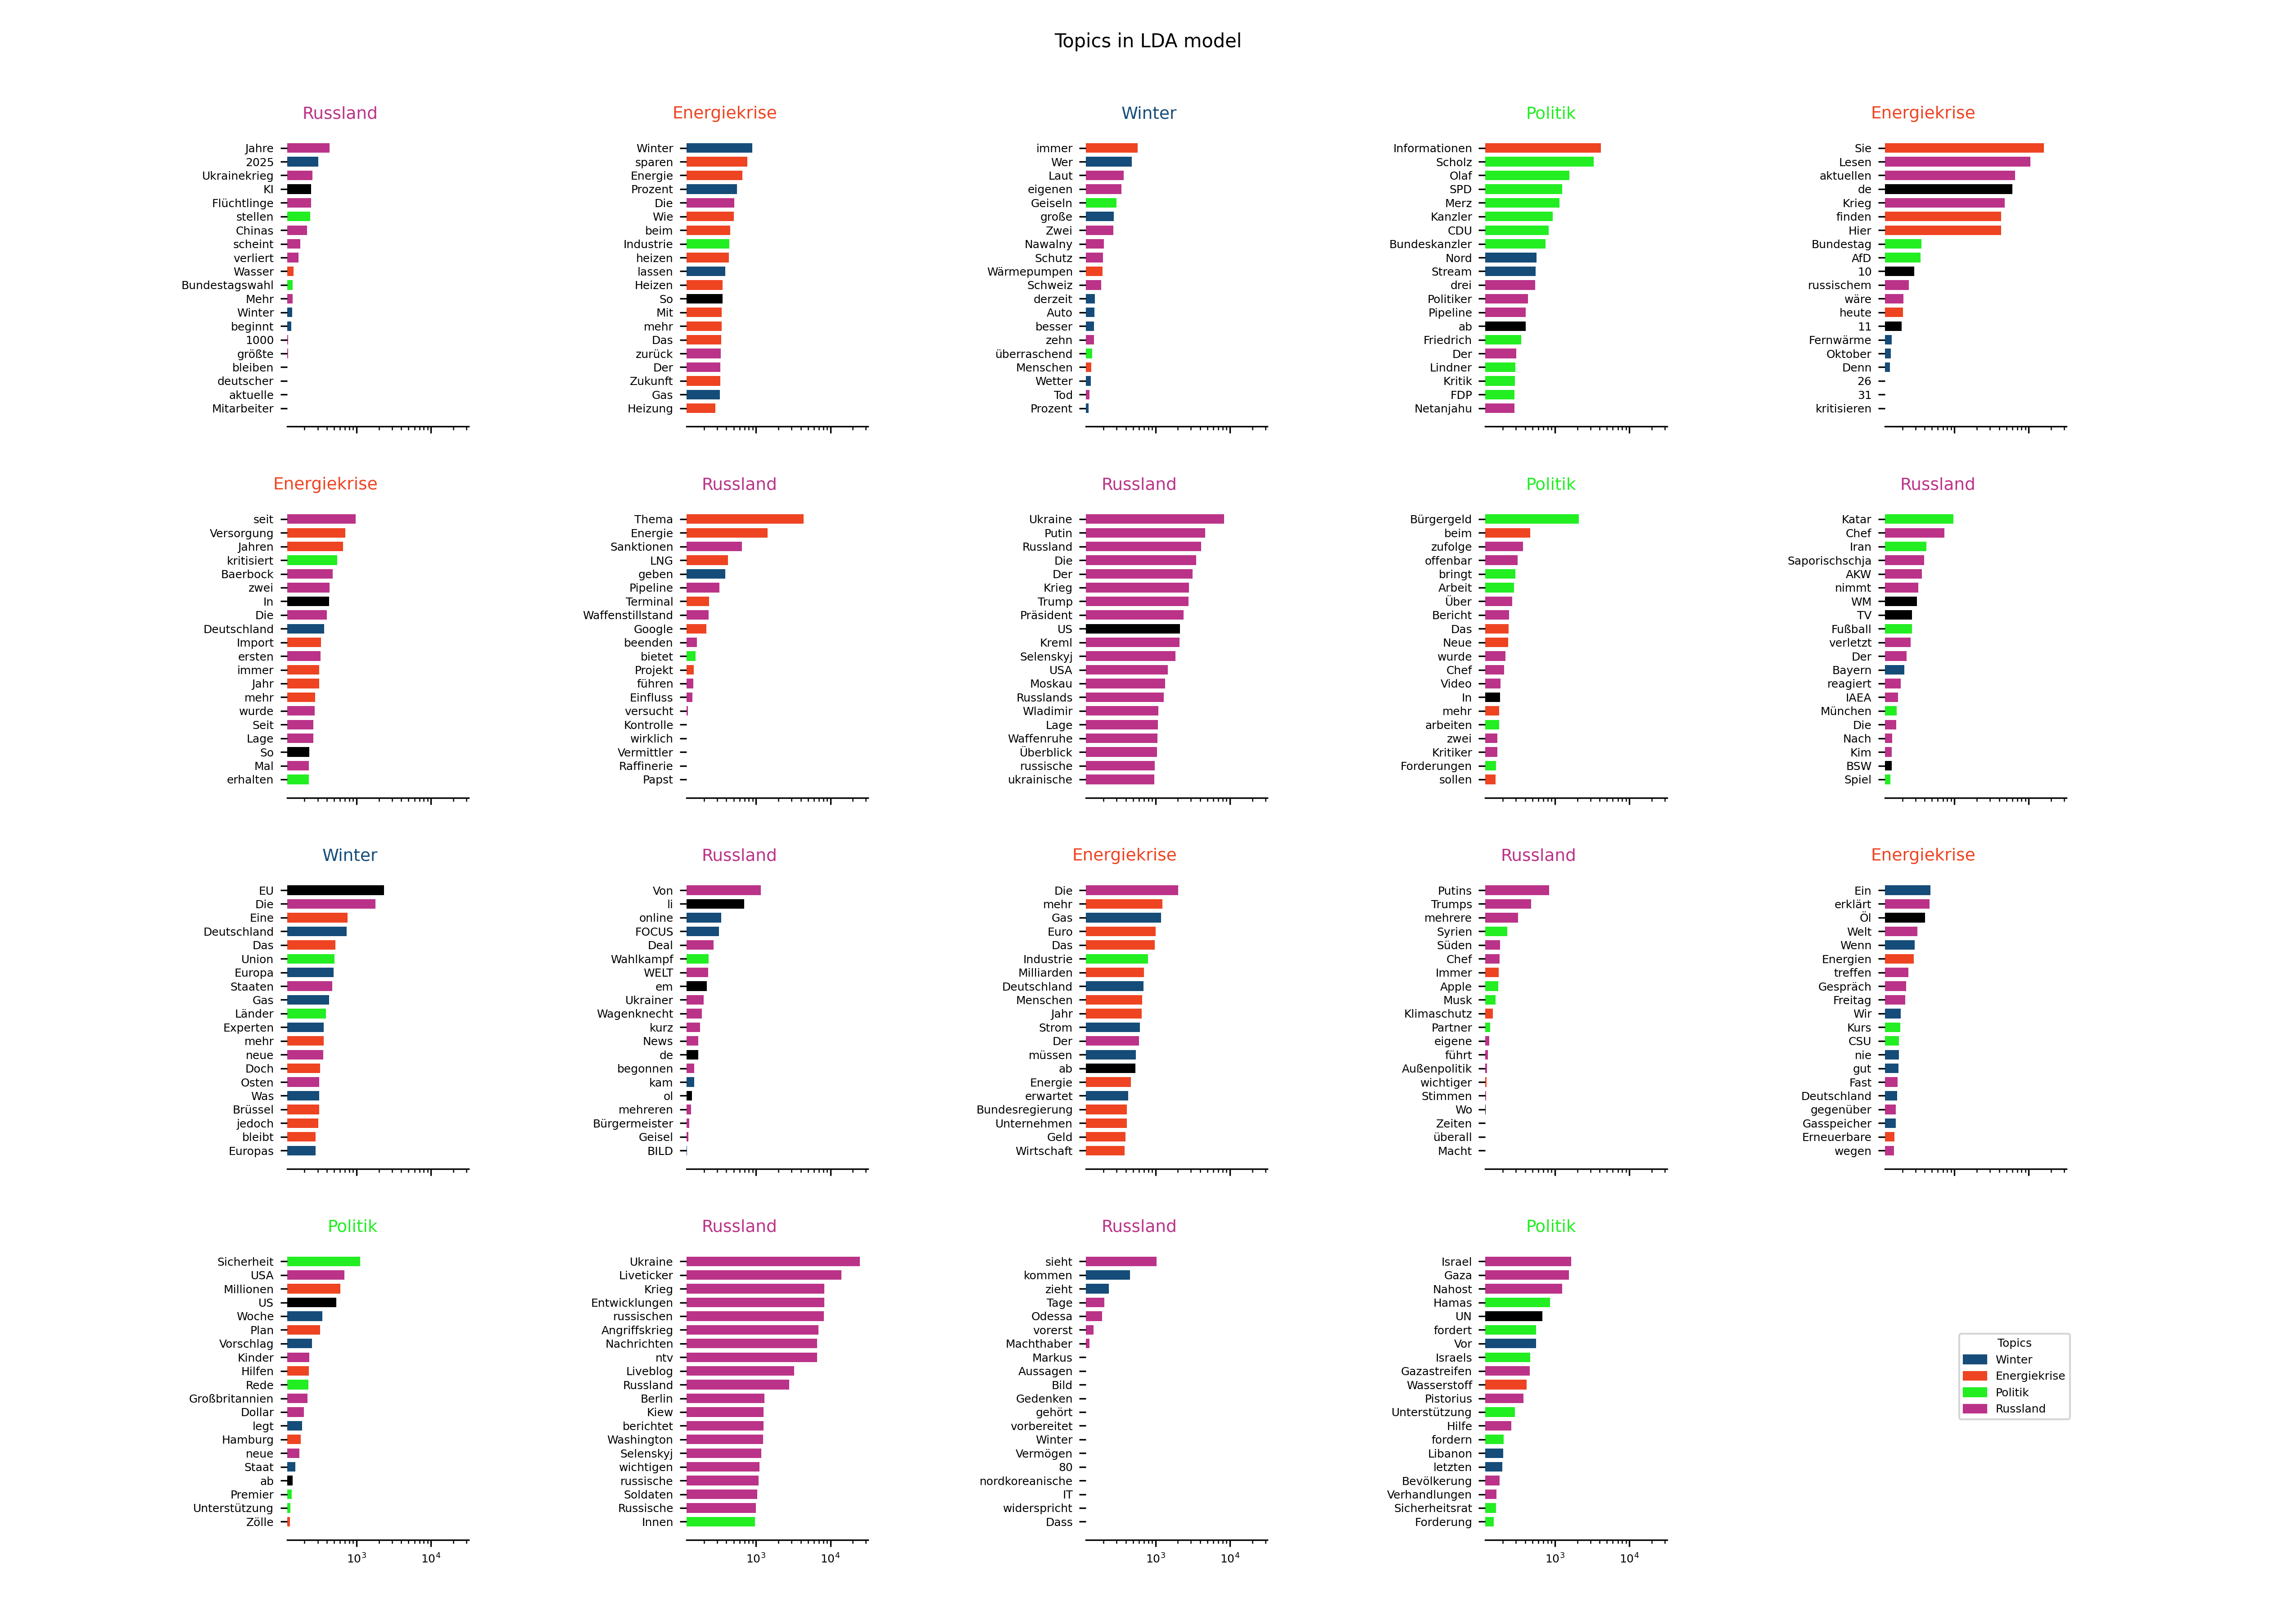 Topics in LDA model
Russland
Jahre
2025
Ukrainekrieg
KI
Flüchtlinge
stellen
Chinas
scheint
verliert
Wasser
Bundestagswahl
Mehr
Winter
beginnt
1000
größte
bleiben
deutscher
aktuelle
Mitarbeiter
Energiekrise
Winter
sparen
Energie
Prozent
Die
Wie
beim
Industrie
heizen
lassen
Heizen
So
Mit
mehr
Das
zurück
Der
Zukunft
Gas
Heizung
Winter
immer
Wer
Laut
eigenen
Geiseln
große
Zwei
Nawalny
Schutz
Wärmepumpen
Schweiz
derzeit
Auto
besser
zehn
überraschend
Menschen
Wetter
Tod
Prozent
Politik
Informationen
Scholz
Olaf
SPD
Merz
Kanzler
CDU
Bundeskanzler
Nord
Stream
drei
Politiker
Pipeline
ab
Friedrich
Der
Lindner
Kritik
FDP
Netanjahu
Energiekrise
Sie
Lesen
aktuellen
de
Krieg
finden
Hier
Bundestag
AfD
10
russischem
wäre
heute
11
Fernwärme
Oktober
Denn
26
31
kritisieren
Energiekrise
seit
Versorgung
Jahren
kritisiert
Baerbock
zwei
In
Die
Deutschland
Import
ersten
immer
Jahr
mehr
wurde
Seit
Lage
So
Mal
erhalten
Russland
Thema
Energie
Sanktionen
LNG
geben
Pipeline
Terminal
Waffenstillstand
Google
beenden
bietet
Projekt
führen
Einfluss
versucht
Kontrolle
wirklich
Vermittler
Raffinerie
Papst
Russland
Ukraine
Putin
Russland
Die
Der
Krieg
Trump
Präsident
US
Kreml
Selenskyj
USA
Moskau
Russlands
Wladimir
Lage
Waffenruhe
Überblick
russische
ukrainische
Politik
Bürgergeld
beim
zufolge
offenbar
bringt
Arbeit
Über
Bericht
Das
Neue
wurde
Chef
Video
In
mehr
arbeiten
zwei
Kritiker
Forderungen
sollen
Russland
Katar
Chef
Iran
Saporischschja
AKW
nimmt
WM
TV
Fußball
verletzt
Der
Bayern
reagiert
IAEA
München
Die
Nach
Kim
BSW
Spiel
Winter
EU
Die
Eine
Deutschland
Das
Union
Europa
Staaten
Gas
Länder
Experten
mehr
neue
Doch
Osten
Was
Brüssel
jedoch
bleibt
Europas
Russland
Von
li
online
FOCUS
Deal
Wahlkampf
WELT
em
Ukrainer
Wagenknecht
kurz
News
de
begonnen
kam
ol
mehreren
Bürgermeister
Geisel
BILD
Energiekrise
Die
mehr
Gas
Euro
Das
Industrie
Milliarden
Deutschland
Menschen
Jahr
Strom
Der
müssen
ab
Energie
erwartet
Bundesregierung
Unternehmen
Geld
Wirtschaft
Russland
Putins
Trumps
mehrere
Syrien
Süden
Chef
Immer
Apple
Musk
Klimaschutz
Partner
eigene
führt
Außenpolitik
wichtiger
Stimmen
Wo
Zeiten
überall
Macht
Energiekrise
Ein
erklärt
Öl
Welt
Wenn
Energien
treffen
Gespräch
Freitag
Wir
Kurs
CSU
nie
gut
Fast
Deutschland
gegenüber
Gasspeicher
Erneuerbare
wegen
Politik
Sicherheit
USA
Millionen
US
Woche
Plan
Vorschlag
Kinder
Hilfen
Rede
Großbritannien
Dollar
legt
Hamburg
neue
Staat
ab
Premier
Unterstützung
Zölle
10³ 10⁴
Russland
Ukraine
Liveticker
Krieg
Entwicklungen
russischen
Angriffskrieg
Nachrichten
ntv
Liveblog
Russland
Berlin
Kiew
berichtet
Washington
Selenskyj
wichtigen
russische
Soldaten
Russische
Innen
10³ 10⁴
Russland
sieht
kommen
zieht
Tage
Odessa
vorerst
Machthaber
Markus
Aussagen
Bild
Gedenken
gehört
vorbereitet
Winter
Vermögen
80
nordkoreanische
IT
widerspricht
Dass
10³ 10⁴
Politik
Israel
Gaza
Nahost
Hamas
UN
fordert
Vor
Israels
Gazastreifen
Wasserstoff
Pistorius
Unterstützung
Hilfe
fordern
Libanon
letzten
Bevölkerung
Verhandlungen
Sicherheitsrat
Forderung
10³ 10⁴
Topics
Winter
Energiekrise
Politik
Russland